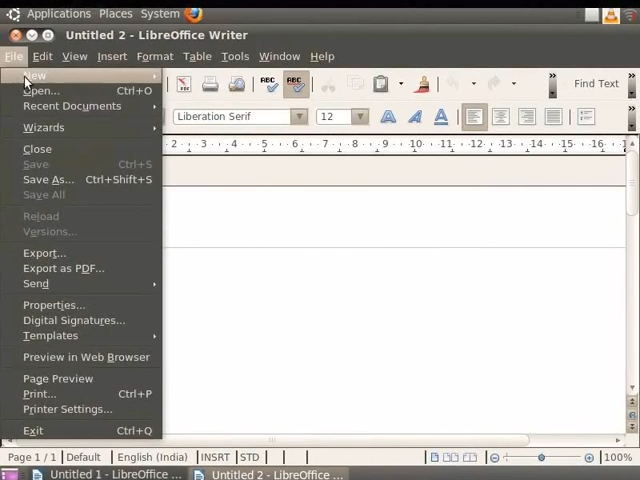 Applications Places System
Untitled 2 - LibreOffice Writer
File Edit View Insert Format Table Tools Window Help
New
Open... Ctrl+O
Recent Documents
Wizards
Close
Save Ctrl+S
Save As... Ctrl+Shift+S
Save All
Reload
Versions...
Export...
Export as PDF...
Send
Properties...
Digital Signatures...
Templates
Preview in Web Browser
Page Preview
Print... Ctrl+P
Printer Settings...
Exit Ctrl+Q
ABC ABC Find Text
Liberation Serif 12 A A A
2 3 4 5 6 7 8 9 10 11 12 13 14 15 16
Page 1 / 1 Default English (India) INSRT STD 100%
Untitled 1 - LibreOffice ... Untitled 2 - LibreOffice ...